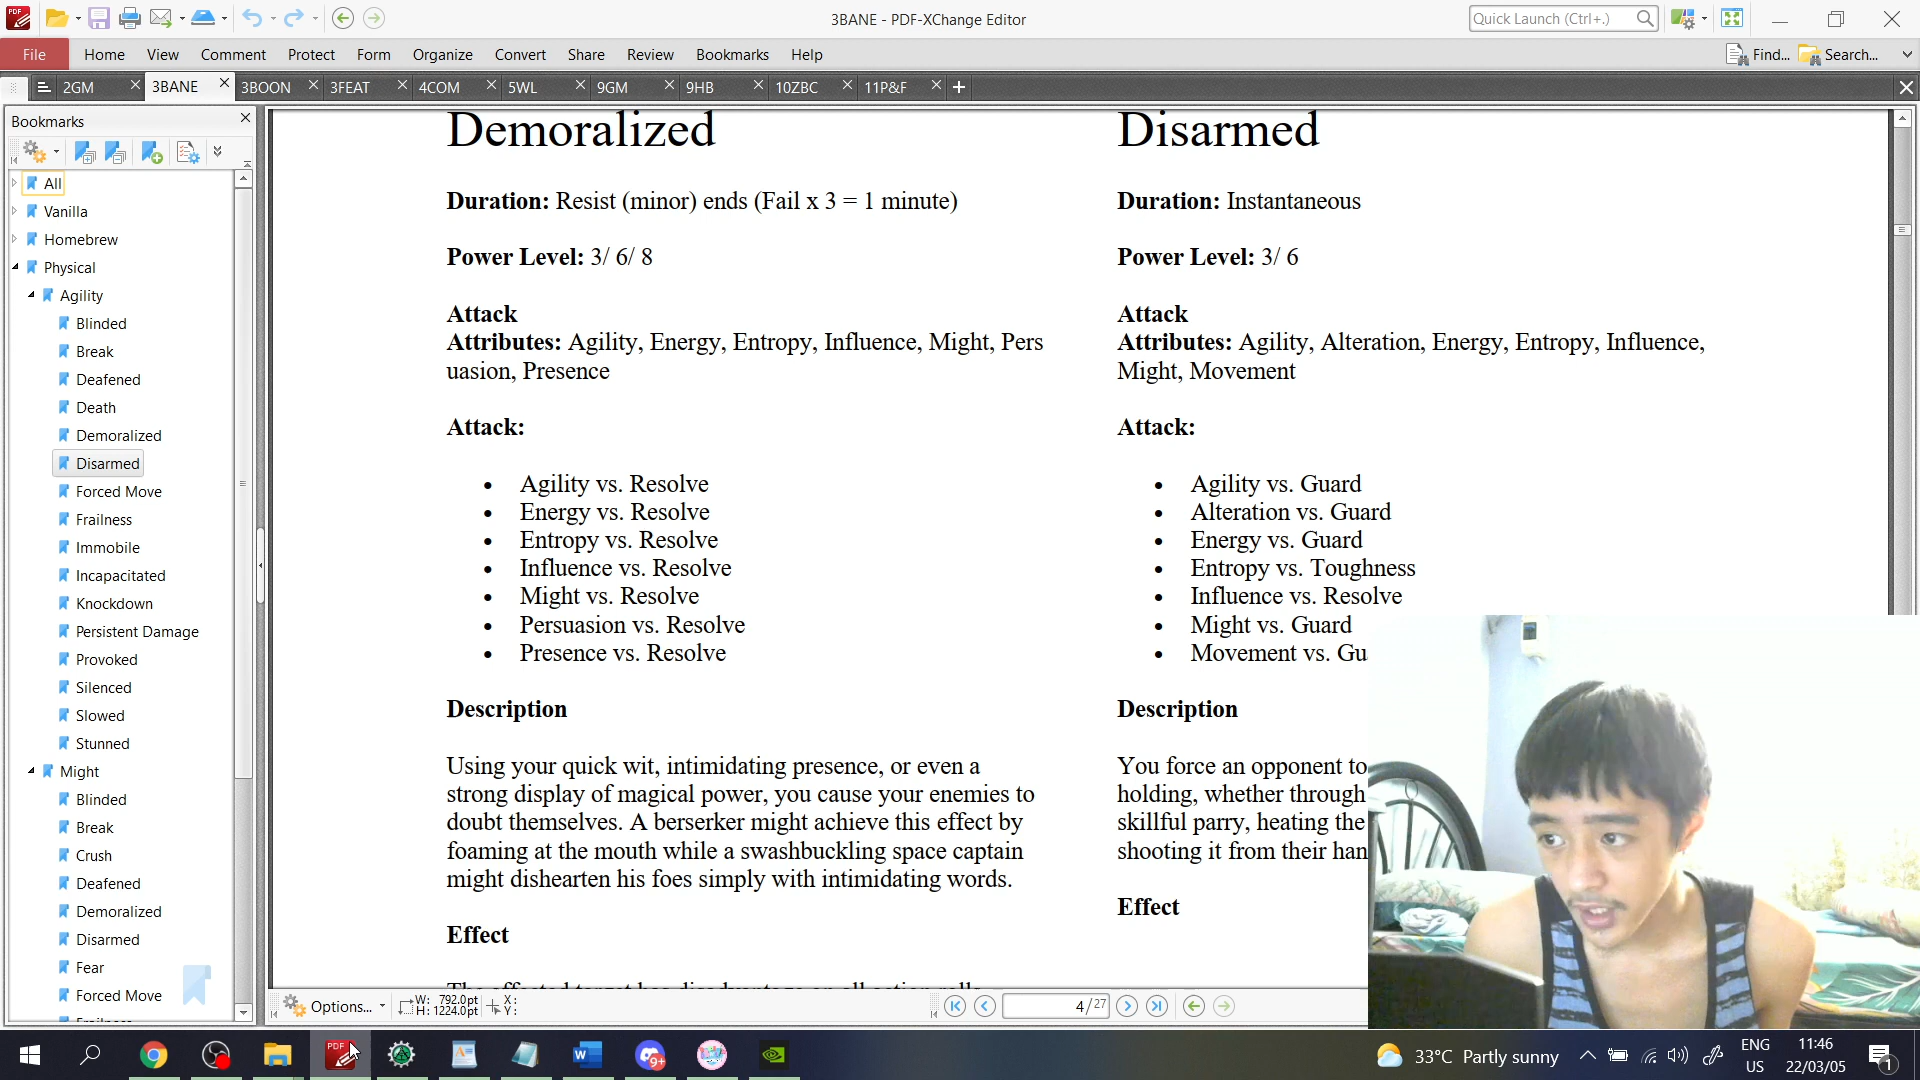 3BANE - PDF-XChange Editor
Quick Launch (Ctrl+.)
File Home View Comment Protect Form Organize Convert Share Review Bookmarks Help
Find... Search...
2GM 3BANE 3BOON 3FEAT 4COM 5WL 9GM 9HB 10ZBC 11P&F
Bookmarks
All
Vanilla
Homebrew
Physical
Agility
Blinded
Break
Deafened
Death
Demoralized
Disarmed
Forced Move
Frailness
Immobile
Incapacitated
Knockdown
Persistent Damage
Provoked
Silenced
Slowed
Stunned
Might
Blinded
Break
Crush
Deafened
Demoralized
Disarmed
Fear
Forced Move
Demoralized
Duration: Resist (minor) ends (Fail x 3 = 1 minute)
Power Level: 3/ 6/ 8
Attack
Attributes: Agility, Energy, Entropy, Influence, Might, Pers
uasion, Presence
Attack:
• Agility vs. Resolve
• Energy vs. Resolve
• Entropy vs. Resolve
• Influence vs. Resolve
• Might vs. Resolve
• Persuasion vs. Resolve
• Presence vs. Resolve
Description
Using your quick wit, intimidating presence, or even a
strong display of magical power, you cause your enemies to
doubt themselves. A berserker might achieve this effect by
foaming at the mouth while a swashbuckling space captain
might dishearten his foes simply with intimidating words.
Effect
Disarmed
Duration: Instantaneous
Power Level: 3/ 6
Attack
Attributes: Agility, Alteration, Energy, Entropy, Influence,
Might, Movement
Attack:
• Agility vs. Guard
• Alteration vs. Guard
• Energy vs. Guard
• Entropy vs. Toughness
• Influence vs. Resolve
• Might vs. Guard
• Movement vs. Gu
Description
You force an opponent to
holding, whether through
skillful parry, heating the
shooting it from their han
Effect
Options...
W: 792.0pt
H: 1224.0pt
X:
Y:
4/27
9+
33°C Partly sunny
ENG
US
11:46
22/03/05
1